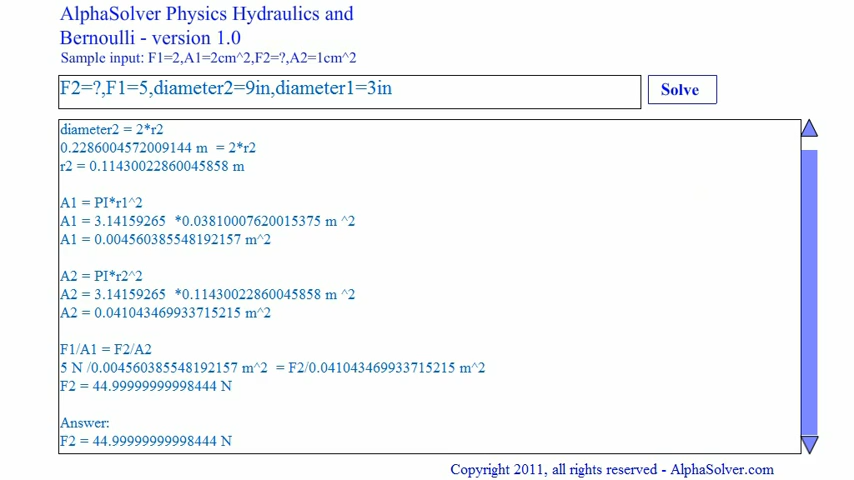 AlphaSolver Physics Hydraulics and
Bernoulli - version 1.0
Sample input: F1=2,A1=2cm^2,F2=?,A2=1cm^2
F2=?,F1=5,diameter2=9in,diameter1=3in
Solve
diameter2 = 2*r2
0.2286004572009144 m  = 2*r2
r2 = 0.11430022860045858 m
A1 = PI*r1^2
A1 = 3.14159265  *0.03810007620015375 m ^2
A1 = 0.004560385548192157 m^2
A2 = PI*r2^2
A2 = 3.14159265  *0.11430022860045858 m ^2
A2 = 0.041043469933715215 m^2
F1/A1 = F2/A2
5 N /0.004560385548192157 m^2  = F2/0.041043469933715215 m^2
F2 = 44.99999999998444 N
Answer:
F2 = 44.99999999998444 N
Copyright 2011, all rights reserved - AlphaSolver.com